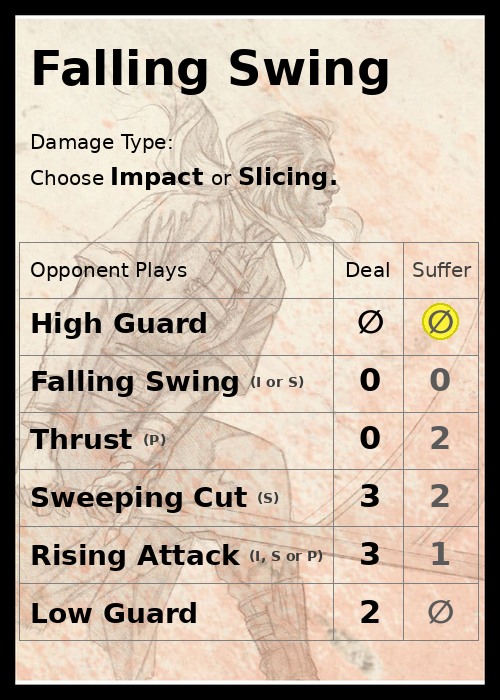 Falling Swing
Damage Type:
Choose Impact or Slicing.
Opponent Plays Deal Suffer
High Guard ∅ ∅
Falling Swing (I or S) 0 0
Thrust (P) 0 2
Sweeping Cut (S) 3 2
Rising Attack (I, S or P) 3 1
Low Guard 2 ∅